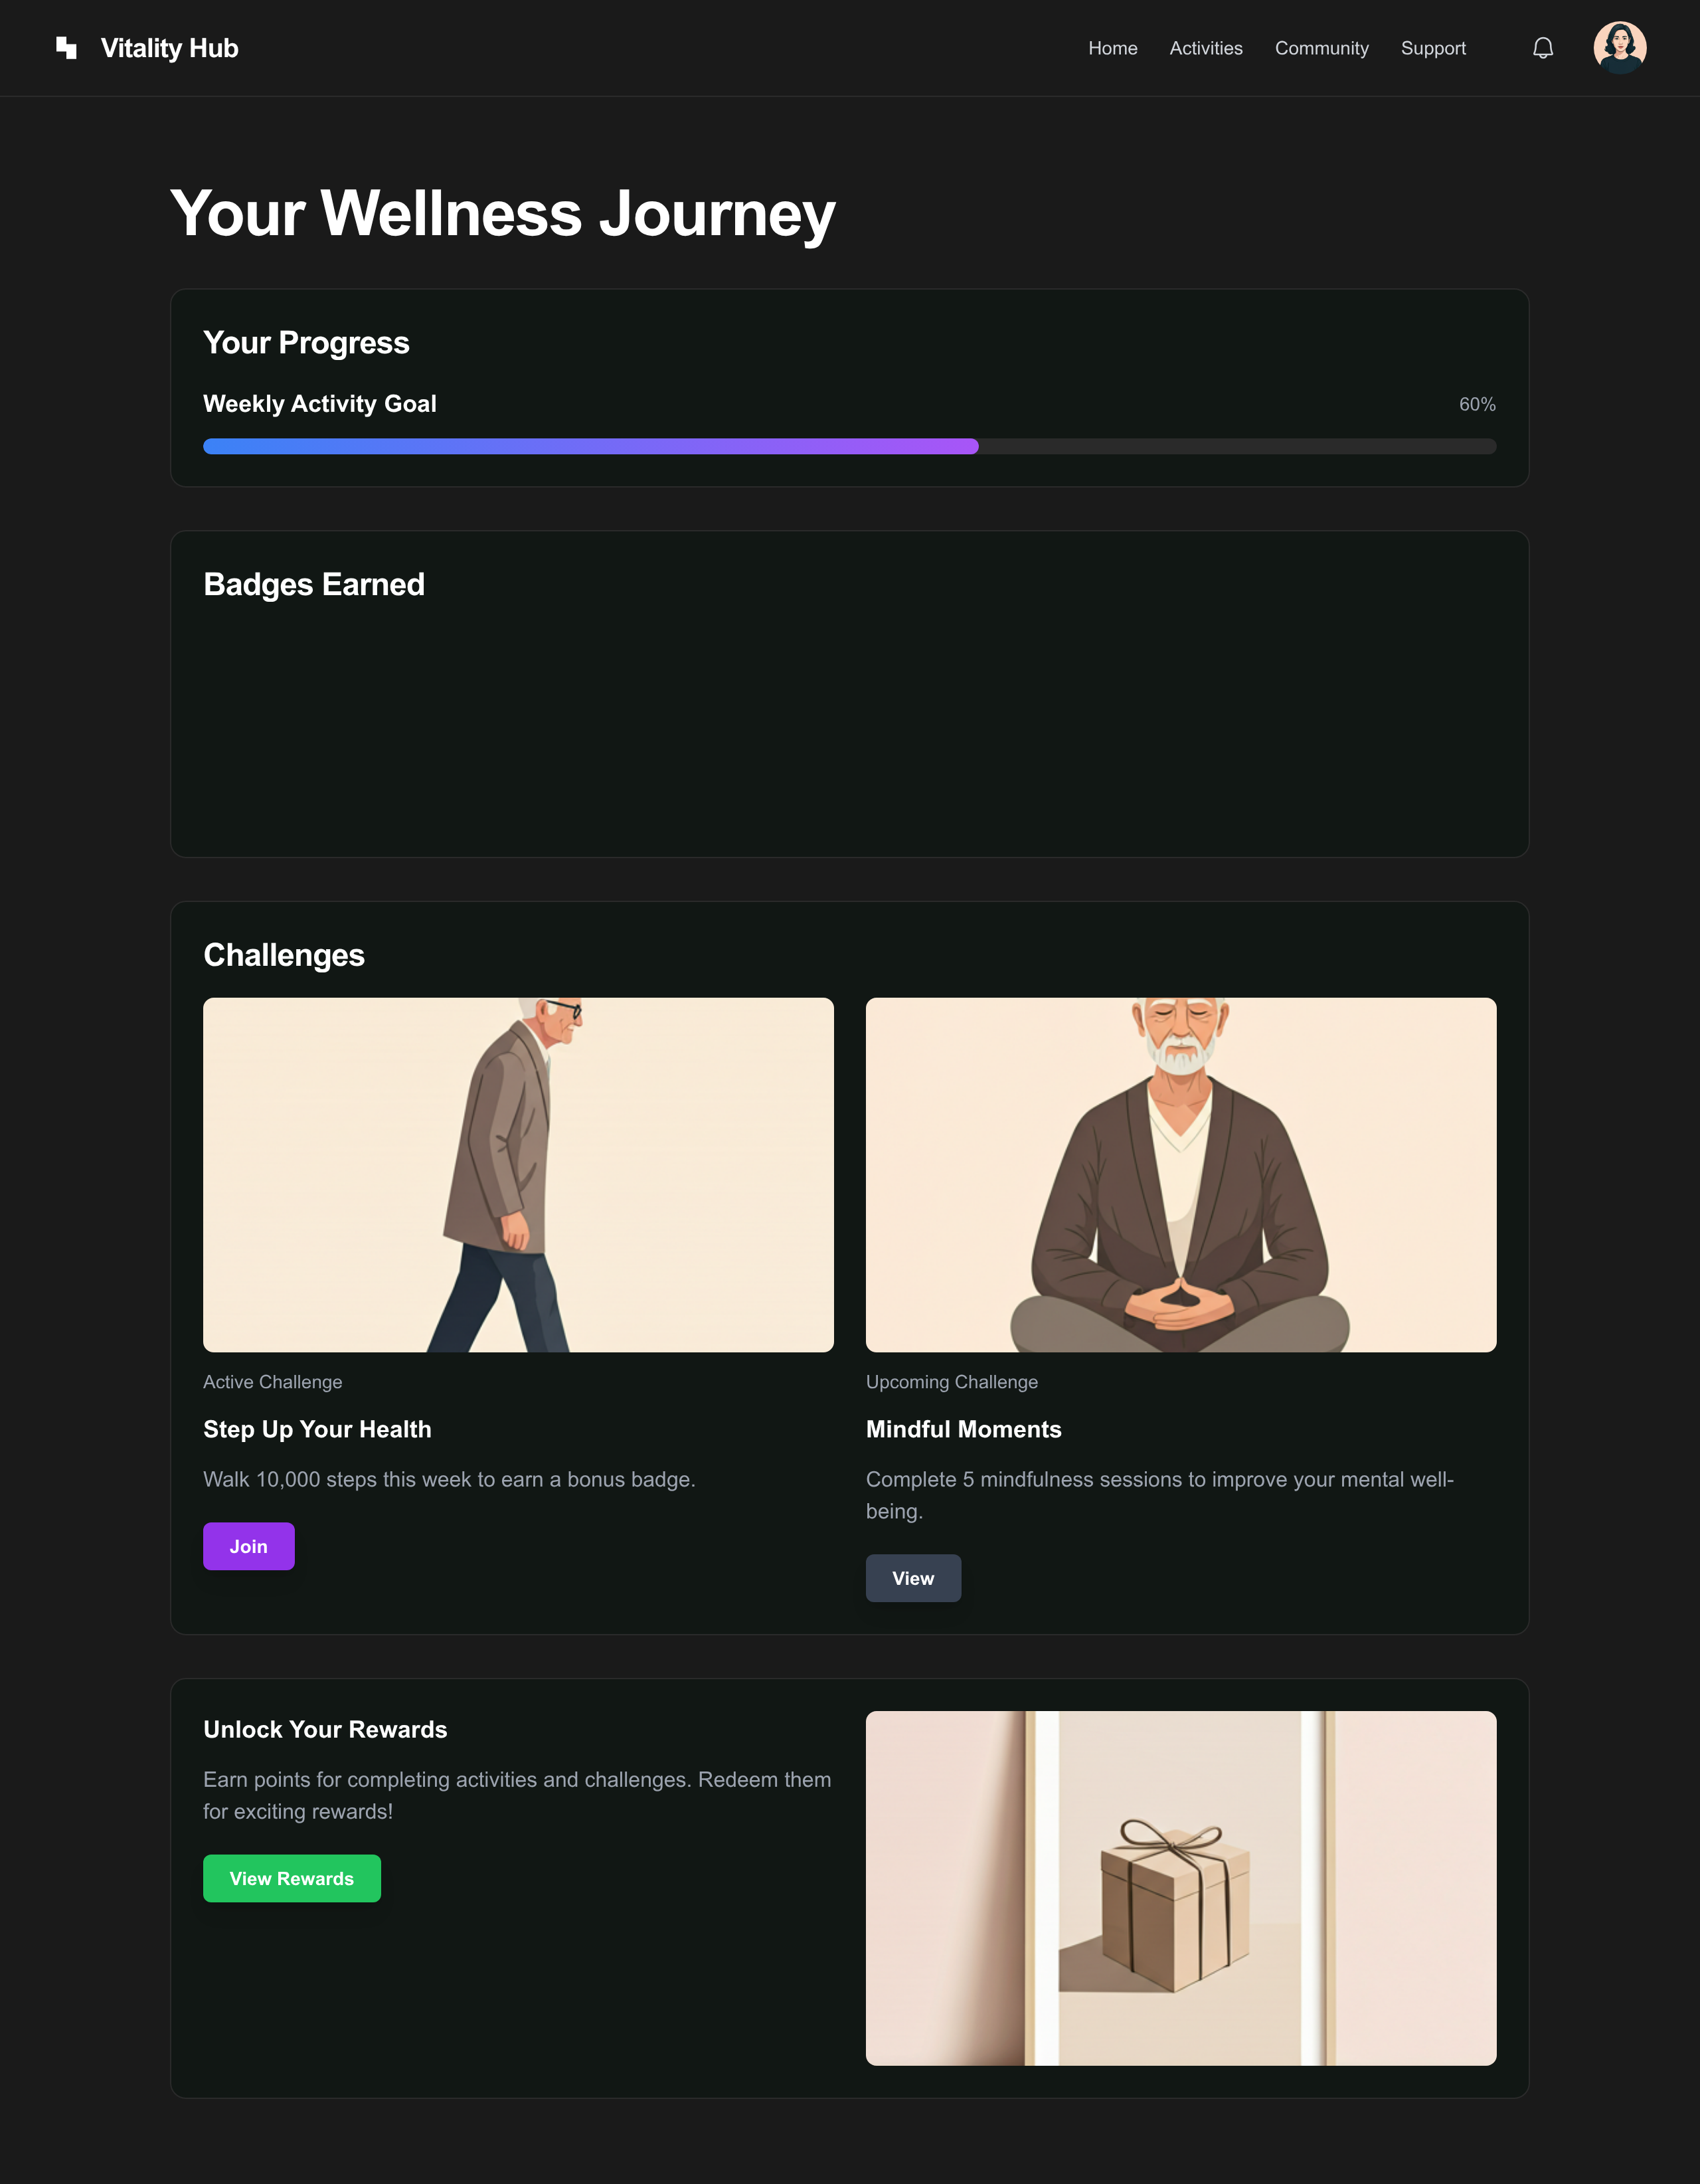 Vitality Hub
Home
Activities
Community
Support
Your Wellness Journey
Your Progress
Weekly Activity Goal
60%
Badges Earned
Challenges
Active Challenge
Step Up Your Health
Walk 10,000 steps this week to earn a bonus badge.
Join
Upcoming Challenge
Mindful Moments
Complete 5 mindfulness sessions to improve your mental well-
being.
View
Unlock Your Rewards
Earn points for completing activities and challenges. Redeem them
for exciting rewards!
View Rewards